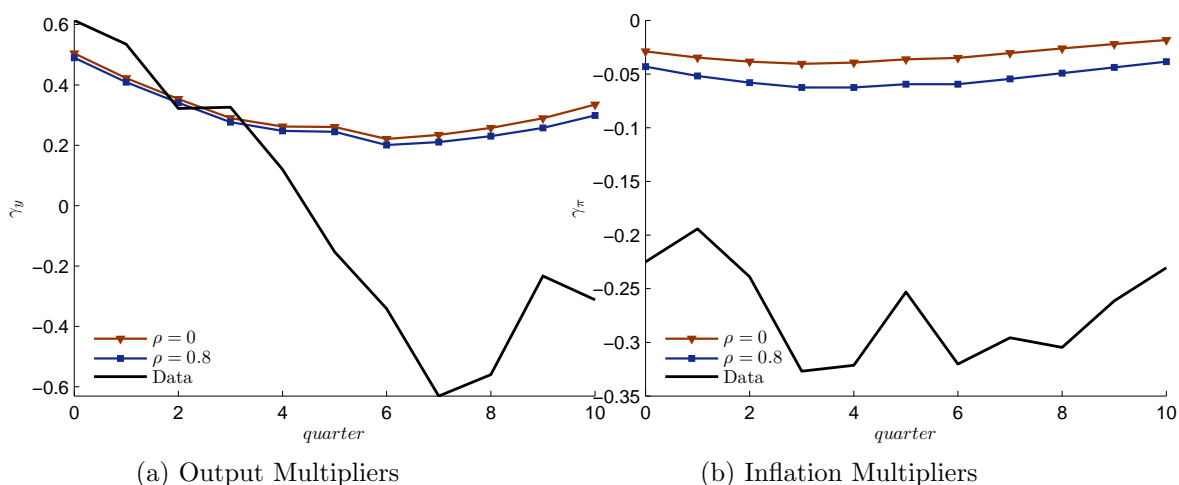 0.6
0.4
0.2
0
−0.2
−0.4
−0.6
γy
ρ = 0
ρ = 0.8
Data
0 2 4 6 8 10
quarter
(a) Output Multipliers
0
−0.05
−0.1
−0.15
−0.2
−0.25
−0.3
−0.35
γπ
ρ = 0
ρ = 0.8
Data
0 2 4 6 8 10
quarter
(b) Inflation Multipliers